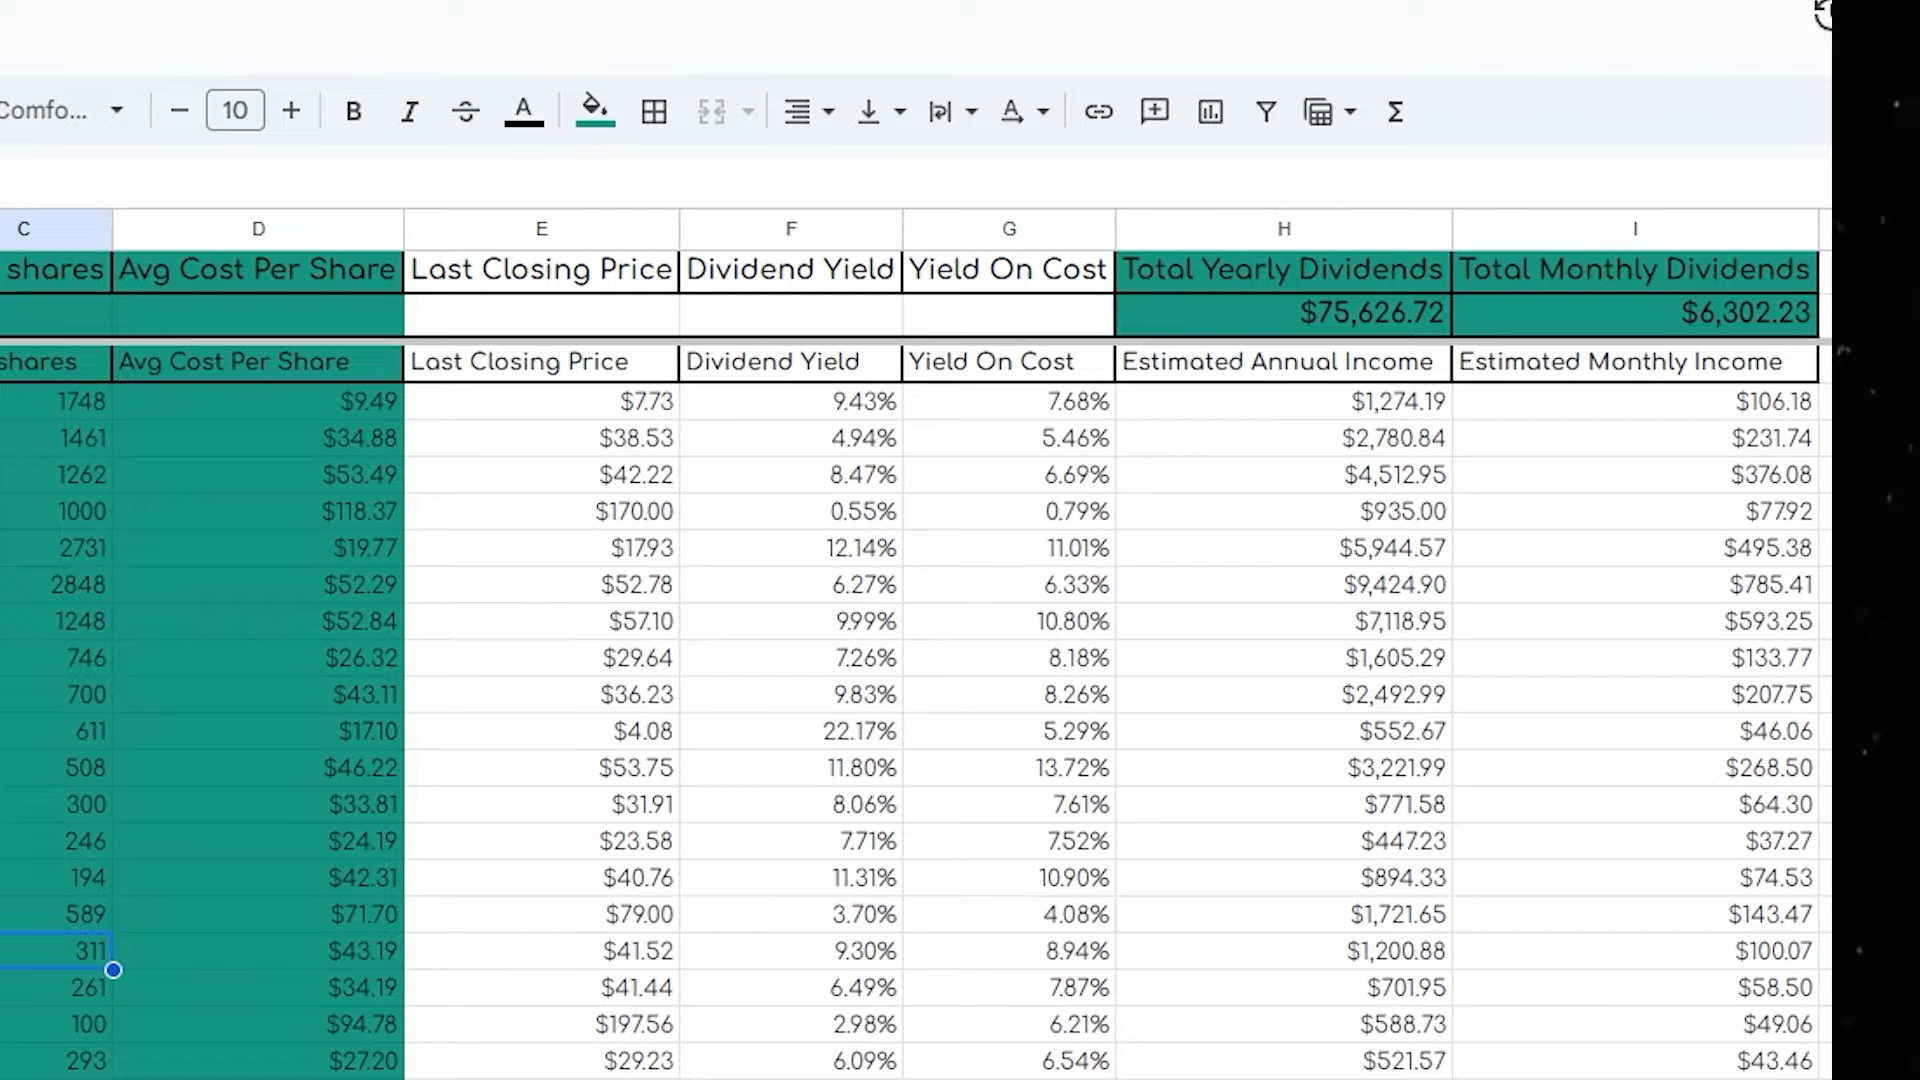 Comfo... 10 B I A A Σ
C D E F G H I
shares Avg Cost Per Share Last Closing Price Dividend Yield Yield On Cost Total Yearly Dividends Total Monthly Dividends
$75,626.72 $6,302.23
shares Avg Cost Per Share Last Closing Price Dividend Yield Yield On Cost Estimated Annual Income Estimated Monthly Income
1748 $9.49 $7.73 9.43% 7.68% $1,274.19 $106.18
1461 $34.88 $38.53 4.94% 5.46% $2,780.84 $231.74
1262 $53.49 $42.22 8.47% 6.69% $4,512.95 $376.08
1000 $118.37 $170.00 0.55% 0.79% $935.00 $77.92
2731 $19.77 $17.93 12.14% 11.01% $5,944.57 $495.38
2848 $52.29 $52.78 6.27% 6.33% $9,424.90 $785.41
1248 $52.84 $57.10 9.99% 10.80% $7,118.95 $593.25
746 $26.32 $29.64 7.26% 8.18% $1,605.29 $133.77
700 $43.11 $36.23 9.83% 8.26% $2,492.99 $207.75
611 $17.10 $4.08 22.17% 5.29% $552.67 $46.06
508 $46.22 $53.75 11.80% 13.72% $3,221.99 $268.50
300 $33.81 $31.91 8.06% 7.61% $771.58 $64.30
246 $24.19 $23.58 7.71% 7.52% $447.23 $37.27
194 $42.31 $40.76 11.31% 10.90% $894.33 $74.53
589 $71.70 $79.00 3.70% 4.08% $1,721.65 $143.47
311 $43.19 $41.52 9.30% 8.94% $1,200.88 $100.07
261 $34.19 $41.44 6.49% 7.87% $701.95 $58.50
100 $94.78 $197.56 2.98% 6.21% $588.73 $49.06
293 $27.20 $29.23 6.09% 6.54% $521.57 $43.46